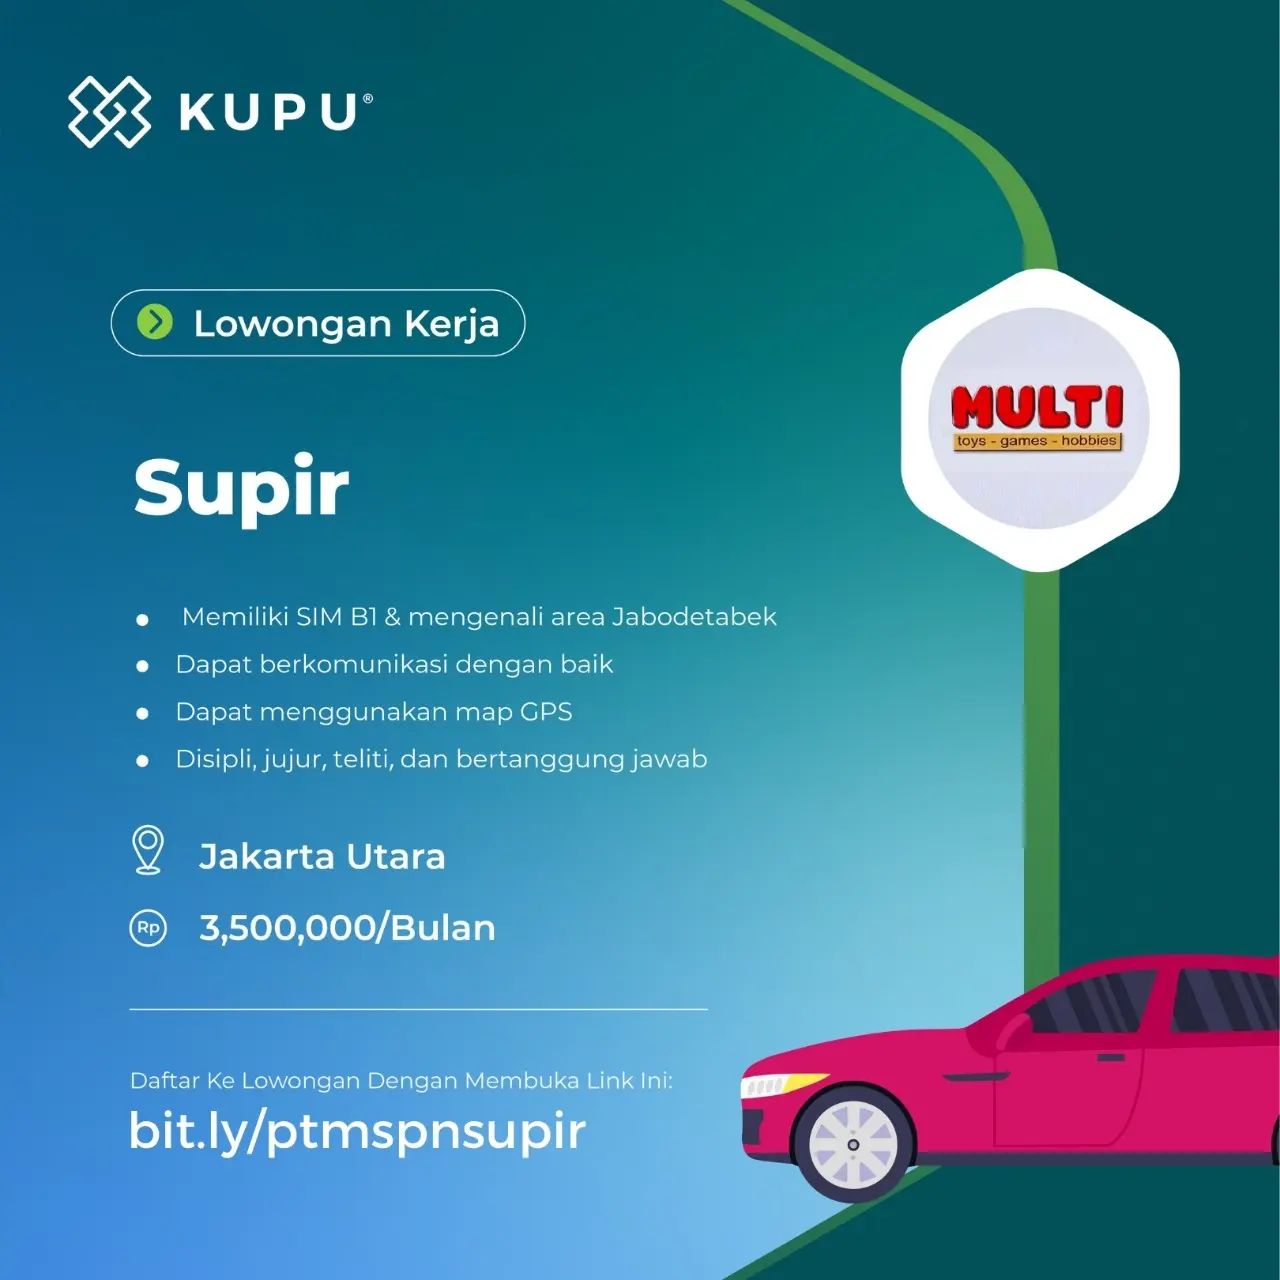 KUPU®
Lowongan Kerja
MULTI
toys - games - hobbies
Supir
Memiliki SIM B1 & mengenali area Jabodetabek
Dapat berkomunikasi dengan baik
Dapat menggunakan map GPS
Disipli, jujur, teliti, dan bertanggung jawab
Jakarta Utara
Rp 3,500,000/Bulan
Daftar Ke Lowongan Dengan Membuka Link Ini:
bit.ly/ptmspnsupir